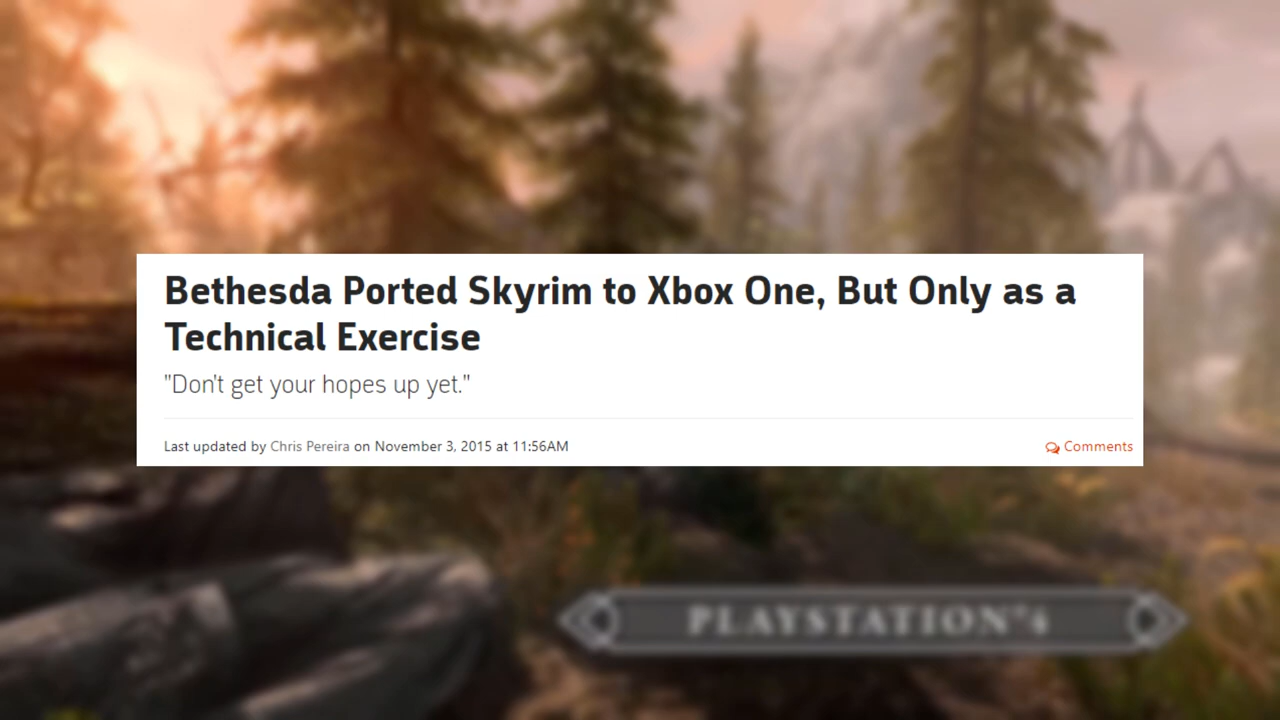 Bethesda Ported Skyrim to Xbox One, But Only as a
Technical Exercise
"Don't get your hopes up yet."
Last updated by Chris Pereira on November 3, 2015 at 11:56AM
Comments
PLAYSTATION®4